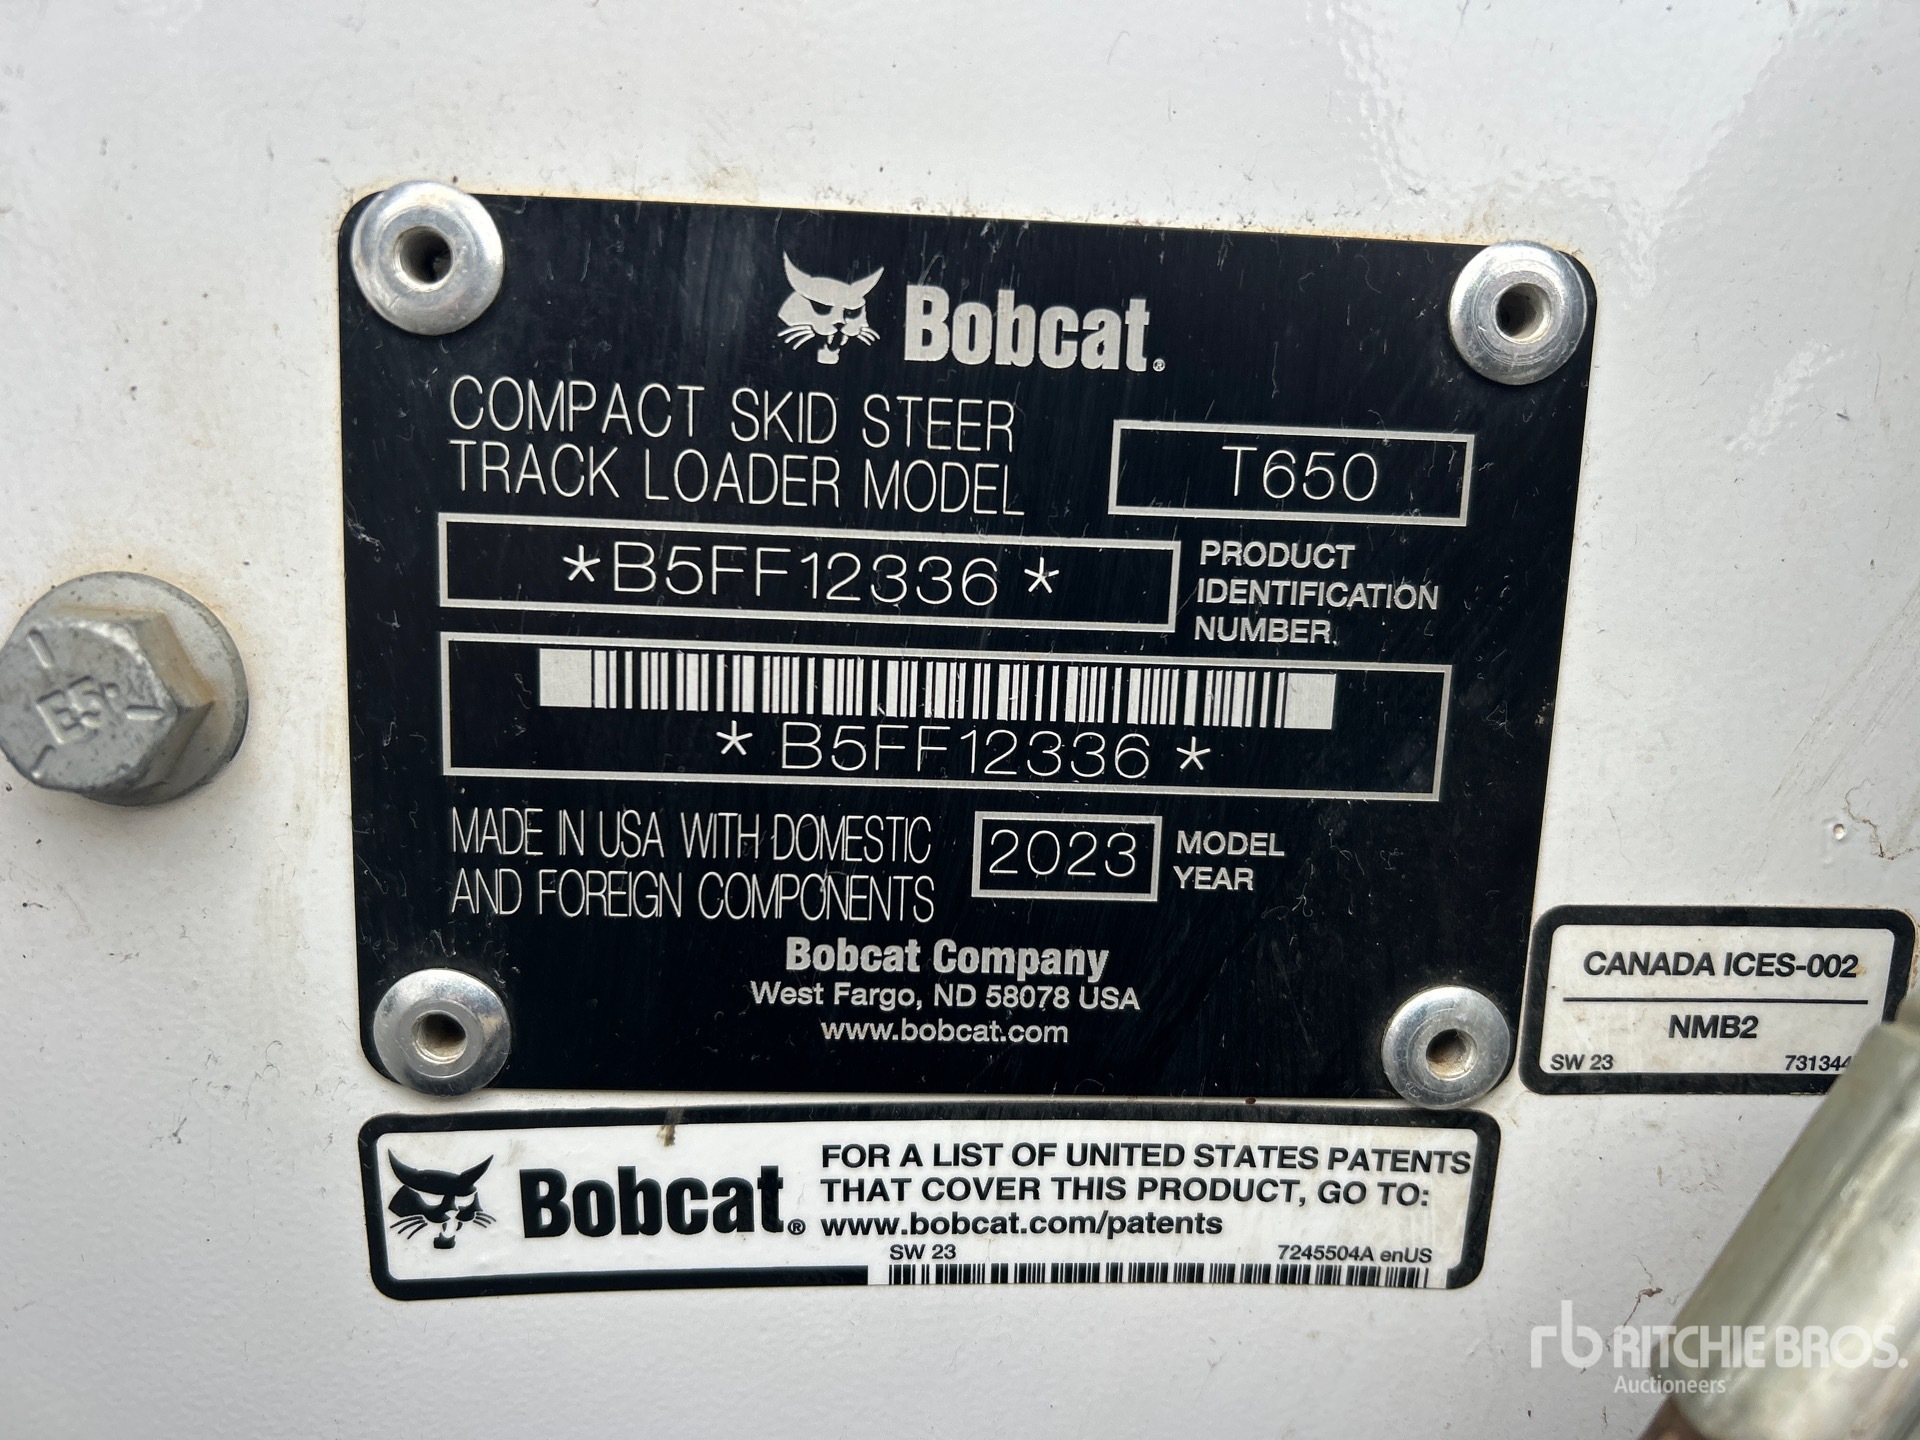 Bobcat®
COMPACT SKID STEER
TRACK LOADER MODEL
T650
*B5FF12336*
PRODUCT
IDENTIFICATION
NUMBER
*B5FF12336*
MADE IN USA WITH DOMESTIC
AND FOREIGN COMPONENTS
2023
MODEL
YEAR
Bobcat Company
West Fargo, ND 58078 USA
www.bobcat.com
CANADA ICES-002
NMB2
SW 23
731344
Bobcat®
FOR A LIST OF UNITED STATES PATENTS
THAT COVER THIS PRODUCT, GO TO:
www.bobcat.com/patents
SW 23
7245504A enUS
rb RITCHIE BROS.
Auctioneers